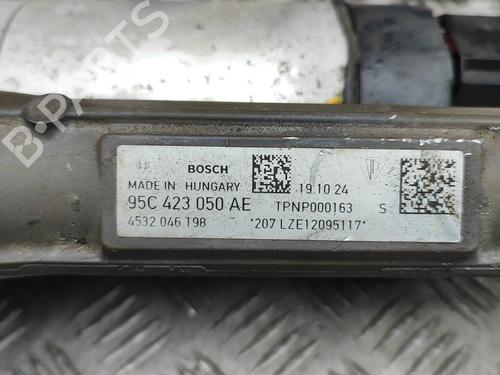 B-PARTS
BOSCH
MADE IN HUNGARY 19 10 24
95C 423 050 AE TPNP000163 S
4532 046 198 *207 LZE12095117*